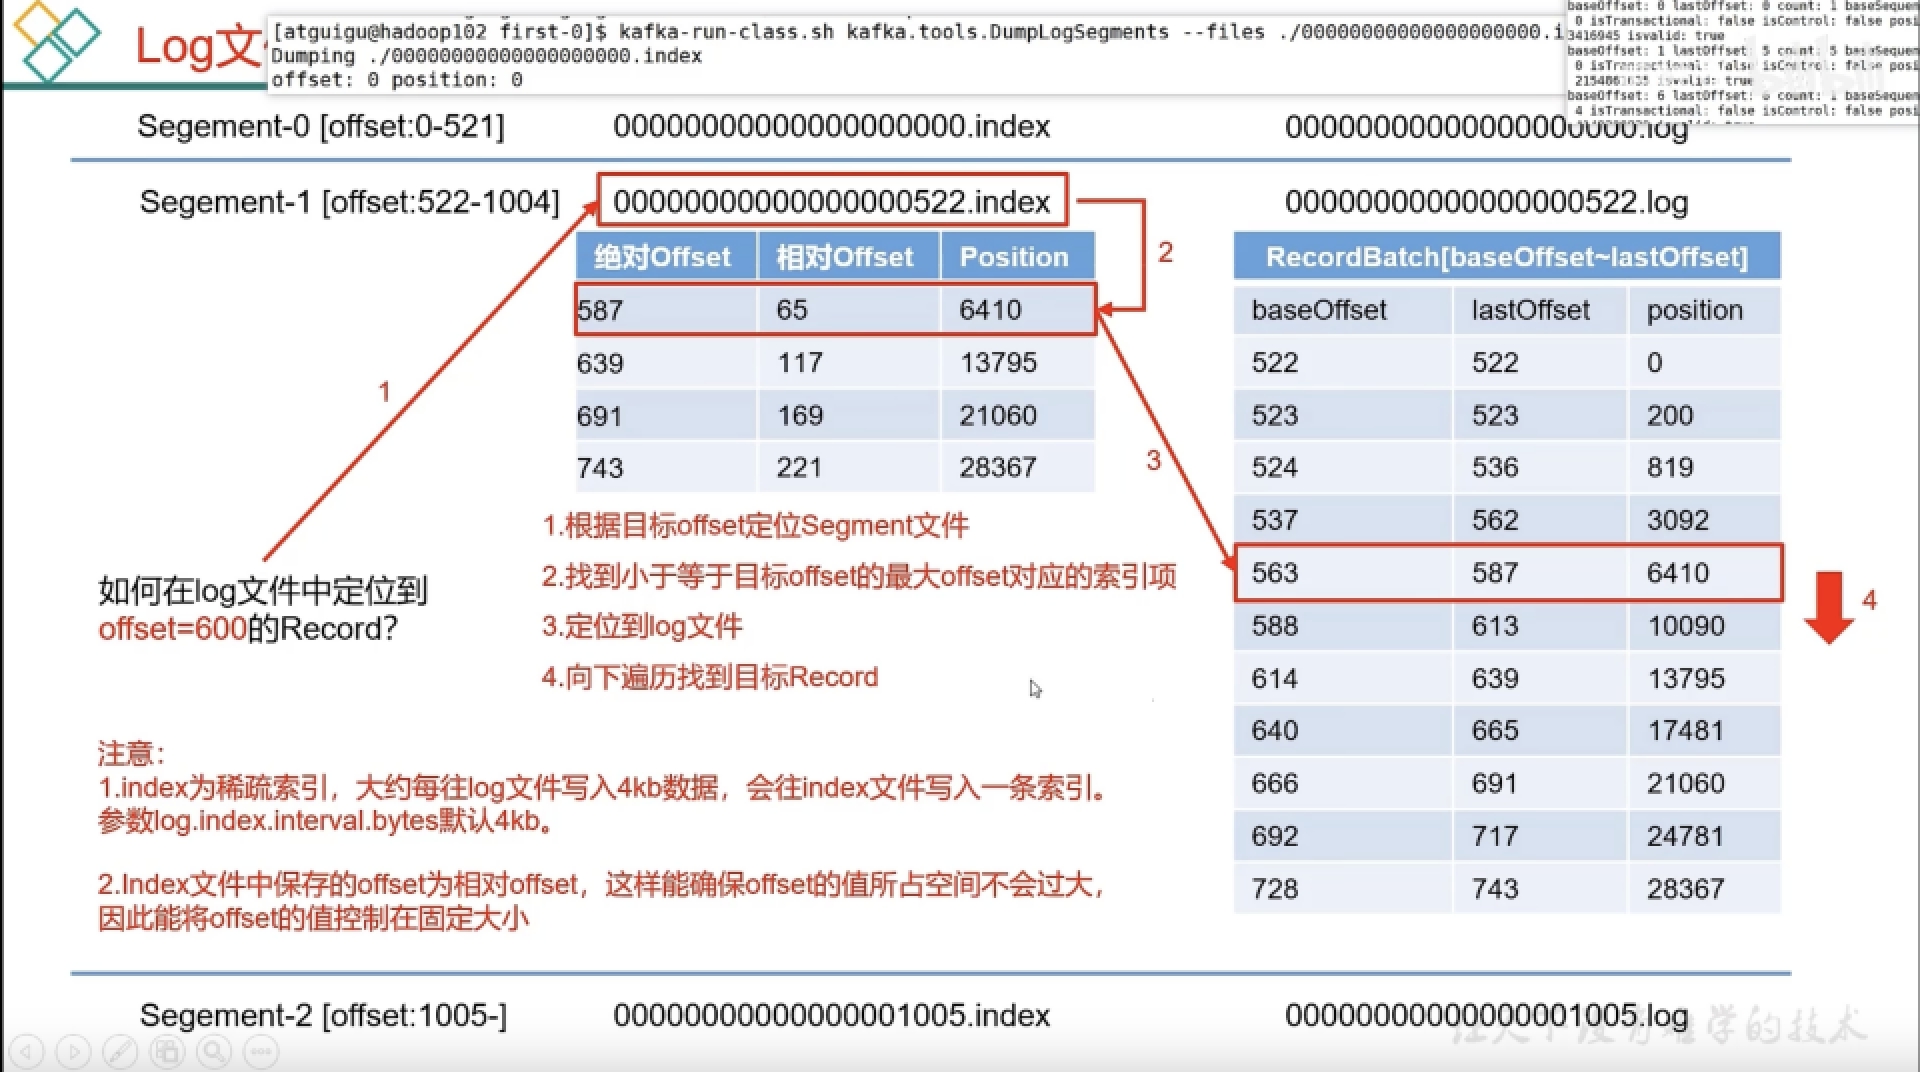 Log文
[atguigu@hadoop102 first-0]$ kafka-run-class.sh kafka.tools.DumpLogSegments --files ./00000000000000000000.i
Dumping ./00000000000000000000.index
offset: 0 position: 0
baseOffset: 0 lastOffset: 0 count: 1 baseSequen
0 isTransactional: false isControl: false posi
3416945 isvalid: true
baseOffset: 1 lastOffset: 5 count: 5 baseSequen
0 isTransactional: false isControl: false posi
isvalid: true
baseOffset: 6 lastOffset: 6 count: 1 baseSequen
4 isTransactional: false isControl: false posi
Segement-0 [offset:0-521] 00000000000000000000.index 00000000000000000000.log
Segement-1 [offset:522-1004] 00000000000000000522.index 00000000000000000522.log
绝对Offset 相对Offset Position
587 65 6410
639 117 13795
691 169 21060
743 221 28367
1
2
3
4
RecordBatch[baseOffset~lastOffset]
baseOffset lastOffset position
522 522 0
523 523 200
524 536 819
537 562 3092
563 587 6410
588 613 10090
614 639 13795
640 665 17481
666 691 21060
692 717 24781
728 743 28367
如何在log文件中定位到
offset=600的Record?
1.根据目标offset定位Segment文件
2.找到小于等于目标offset的最大offset对应的索引项
3.定位到log文件
4.向下遍历找到目标Record
注意:
1.index为稀疏索引，大约每往log文件写入4kb数据，会往index文件写入一条索引。
参数log.index.interval.bytes默认4kb。
2.Index文件中保存的offset为相对offset，这样能确保offset的值所占空间不会过大，
因此能将offset的值控制在固定大小
Segement-2 [offset:1005-] 00000000000000001005.index 00000000000000001005.log
学的技术